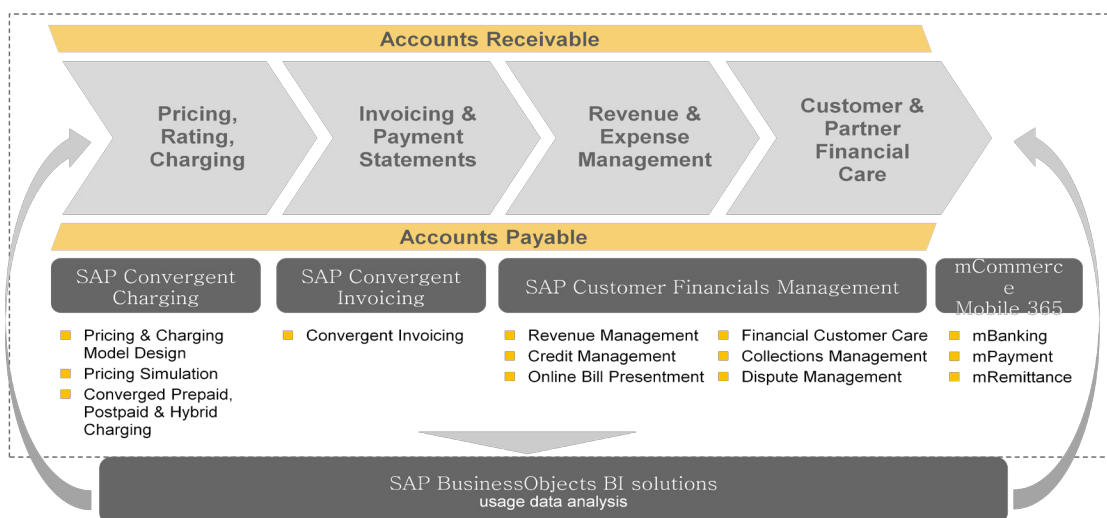 Accounts Receivable
Pricing,
Rating,
Charging
Invoicing &
Payment
Statements
Revenue &
Expense
Management
Customer &
Partner
Financial
Care
Accounts Payable
SAP Convergent
Charging
SAP Convergent
Invoicing
SAP Customer Financials Management
mCommerc
e
Mobile 365
Pricing & Charging
Model Design
Pricing Simulation
Converged Prepaid,
Postpaid & Hybrid
Charging
Convergent Invoicing
Revenue Management
Credit Management
Online Bill Presentment
Financial Customer Care
Collections Management
Dispute Management
mBanking
mPayment
mRemittance
SAP BusinessObjects BI solutions
usage data analysis